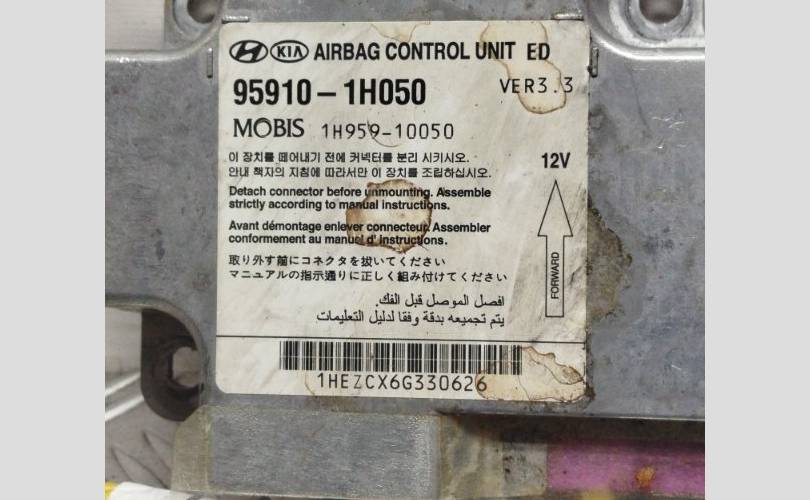 HYUNDAI KIA AIRBAG CONTROL UNIT ED
95910-1H050 VER3.3
MOBIS 1H959-10050
이 장치를 떼어내기 전에 커넥터를 분리 시키시오.
안내 책자의 지침에 따라서만 이 장치를 조립하십시오.
12V
Detach connector before unmounting. Assemble
strictly according to manual instructions.
Avant démontage enlever connecteur. Assembler
conformement au manuel d' instructions.
取り外す前にコネクタを抜いてください
マニュアルの指示通りに正しく組み付けてください
FORWARD
افصل الموصل قبل الفك.
يتم تجميعه بدقة وفقا لدليل التعليمات
1HEZCX6G330626